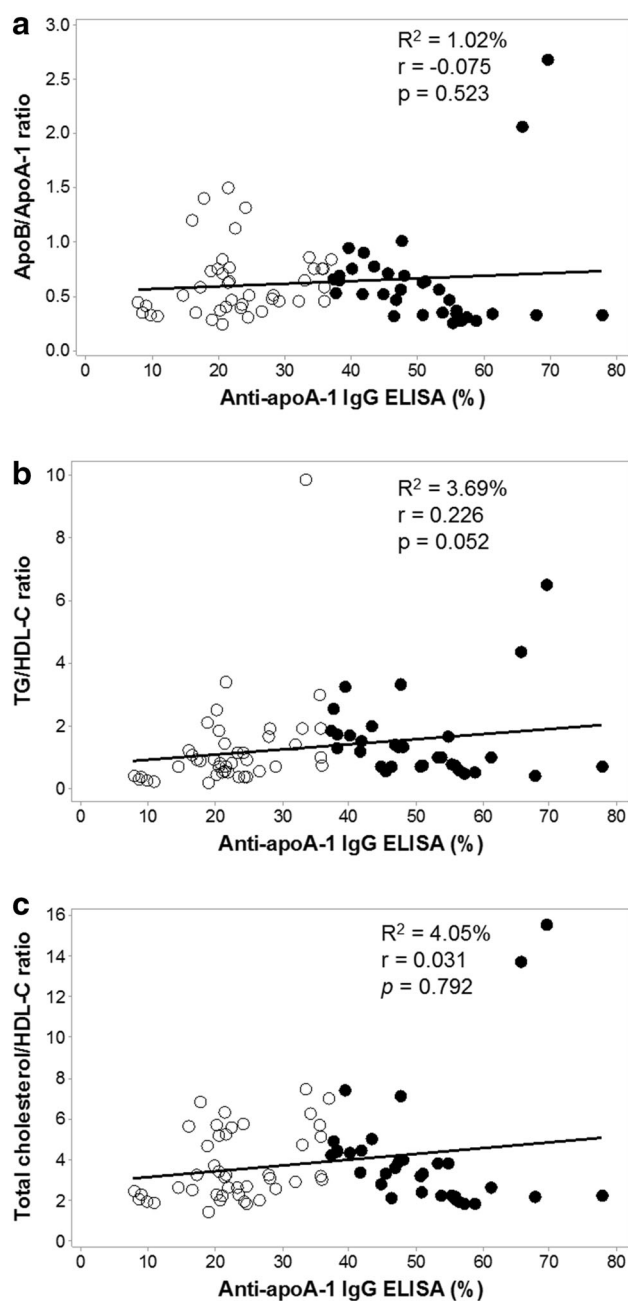 a
R² = 1.02%
r = -0.075
p = 0.523
3.0
2.5
2.0
1.5
1.0
0.5
0.0
ApoB/ApoA-1 ratio
0 10 20 30 40 50 60 70 80
Anti-apoA-1 IgG ELISA (%)
b
R² = 3.69%
r = 0.226
p = 0.052
10
8
6
4
2
0
TG/HDL-C ratio
0 10 20 30 40 50 60 70 80
Anti-apoA-1 IgG ELISA (%)
c
R² = 4.05%
r = 0.031
p = 0.792
16
14
12
10
8
6
4
2
0
Total cholesterol/HDL-C ratio
0 10 20 30 40 50 60 70 80
Anti-apoA-1 IgG ELISA (%)